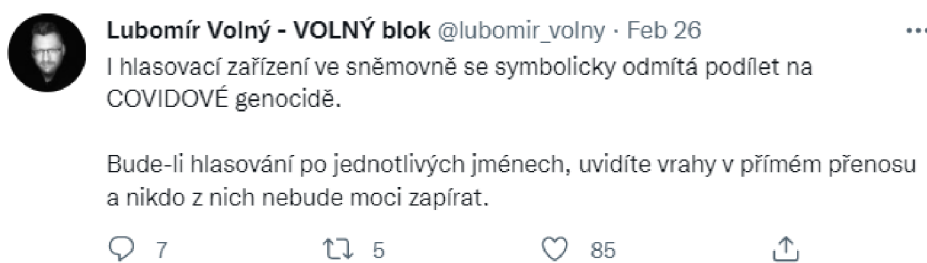 Lubomír Volný - VOLNÝ blok @lubomir_volny · Feb 26
I hlasovací zařízení ve sněmovně se symbolicky odmítá podílet na
COVIDOVÉ genocidě.
Bude-li hlasování po jednotlivých jménech, uvidíte vrahy v přímém přenosu
a nikdo z nich nebude moci zapírat.
7 5 85